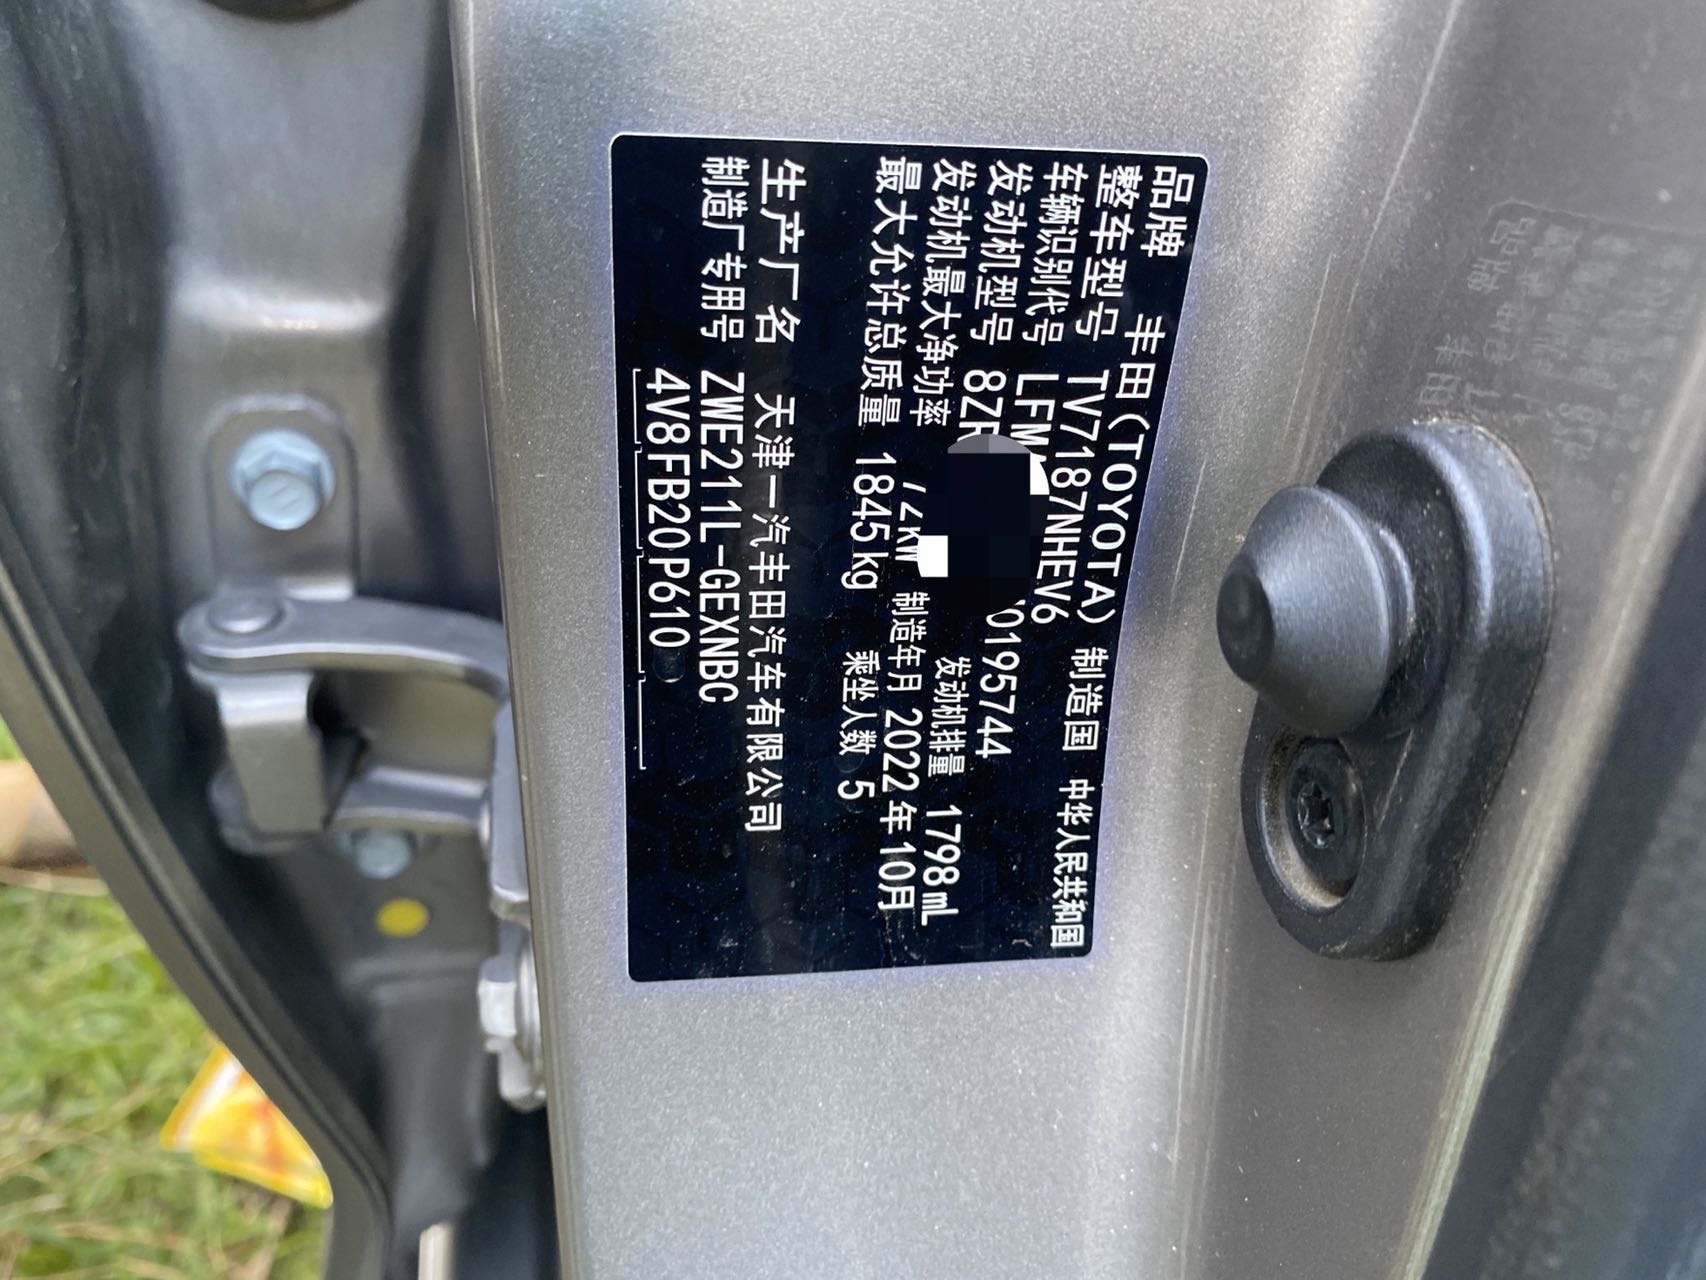 品牌 丰田(TOYOTA) 制造国 中华人民共和国
整车型号 TV7187NHEV6
车辆识别代号 LFM 0195744
发动机型号 8ZR 发动机排量 1798mL
发动机最大净功率 72kW 制造年月 2022年10月
最大允许总质量 1845kg 乘坐人数 5
生产厂名 天津一汽丰田汽车有限公司
制造厂专用号 ZWE211L-GEXNBC
4V8FB20P610